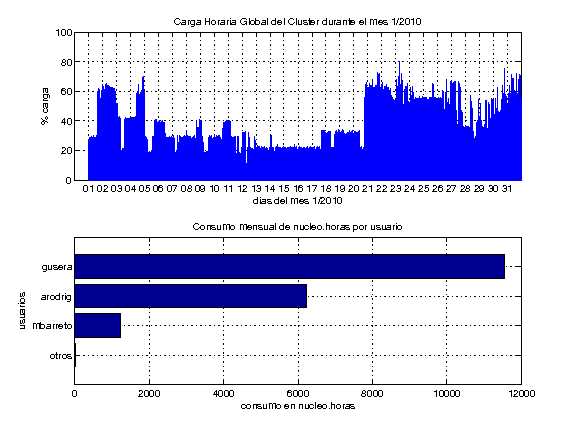 Carga Horaria Global del Cluster durante el mes 1/2010
100
80
60
40
20
0
% carga
01 02 03 04 05 06 07 08 09 10 11 12 13 14 15 16 17 18 19 20 21 22 23 24 25 26 27 28 29 30 31
dias del mes 1/2010
Consumo mensual de nucleo.horas por usuario
gusera
arodrig
mbarreto
otros
usuarios
0 2000 4000 6000 8000 10000 12000
consumo en nucleo.horas